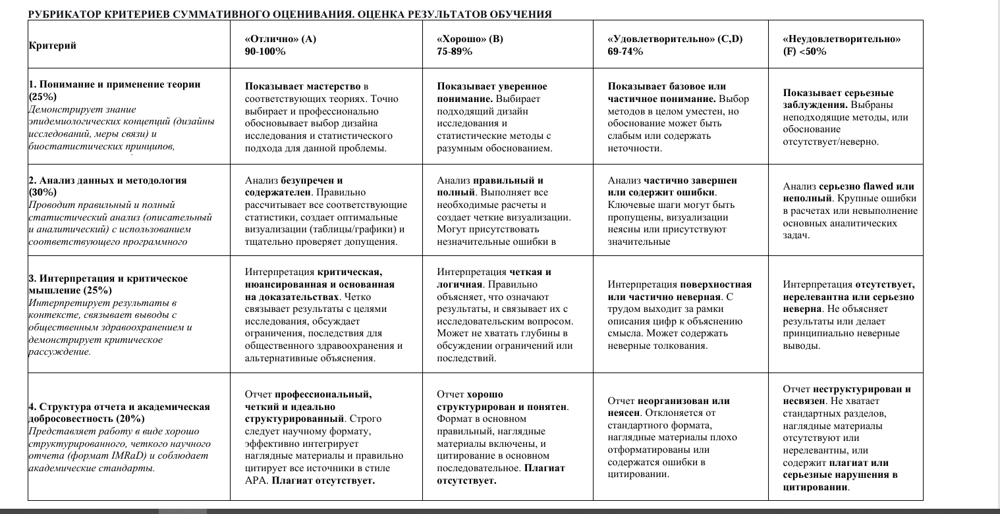 РУБРИКАТОР КРИТЕРИЕВ СУММАТИВНОГО ОЦЕНИВАНИЯ. ОЦЕНКА РЕЗУЛЬТАТОВ ОБУЧЕНИЯ
Критерий
«Отлично» (A)
90-100%
«Хорошо» (B)
75-89%
«Удовлетворительно» (C,D)
69-74%
«Неудовлетворительно»
(F) <50%
1. Понимание и применение теории
(25%)
Демонстрирует знание
эпидемиологических концепций (дизайны
исследований, меры связи) и
биостатистических принципов,
Показывает мастерство в
соответствующих теориях. Точно
выбирает и профессионально
обосновывает выбор дизайна
исследования и статистического
подхода для данной проблемы.
Показывает уверенное
понимание. Выбирает
подходящий дизайн
исследования и
статистические методы с
разумным обоснованием.
Показывает базовое или
частичное понимание. Выбор
методов в целом уместен, но
обоснование может быть
слабым или содержать
неточности.
Показывает серьезные
заблуждения. Выбраны
неподходящие методы, или
обоснование
отсутствует/неверно.
2. Анализ данных и методология
(30%)
Проводит правильный и полный
статистический анализ (описательный
и аналитический) с использованием
соответствующего программного
Анализ безупречен и
содержателен. Правильно
рассчитывает все соответствующие
статистики, создает оптимальные
визуализации (таблицы/графики) и
тщательно проверяет допущения.
Анализ правильный и
полный. Выполняет все
необходимые расчеты и
создает четкие визуализации.
Могут присутствовать
незначительные ошибки в
Анализ частично завершен
или содержит ошибки.
Ключевые шаги могут быть
пропущены, визуализации
неясны или присутствуют
значительные
Анализ серьезно flawed или
неполный. Крупные ошибки
в расчетах или невыполнение
основных аналитических
задач.
3. Интерпретация и критическое
мышление (25%)
Интерпретирует результаты в
контексте, связывает выводы с
общественным здравоохранением и
демонстрирует критическое
рассуждение.
Интерпретация критическая,
нюансированная и основанная
на доказательствах. Четко
связывает результаты с целями
исследования, обсуждает
ограничения, последствия для
общественного здравоохранения и
альтернативные объяснения.
Интерпретация четкая и
логичная. Правильно
объясняет, что означают
результаты, и связывает их с
исследовательским вопросом.
Может не хватать глубины в
обсуждении ограничений или
последствий.
Интерпретация поверхностная
или частично неверная. С
трудом выходит за рамки
описания цифр к объяснению
смысла. Может содержать
неверные толкования.
Интерпретация отсутствует,
нерелевантна или серьезно
неверна. Не объясняет
результаты или делает
принципиально неверные
выводы.
4. Структура отчета и академическая
добросовестность (20%)
Представляет работу в виде хорошо
структурированного, четкого научного
отчета (формат IMRaD) и соблюдает
академические стандарты.
Отчет профессиональный,
четкий и идеально
структурированный. Строго
следует научному формату,
эффективно интегрирует
наглядные материалы и правильно
цитирует все источники в стиле
APA. Плагиат отсутствует.
Отчет хорошо
структурирован и понятен.
Формат в основном
правильный, наглядные
материалы включены, и
цитирование в основном
последовательное. Плагиат
отсутствует.
Отчет неорганизован или
неясен. Отклоняется от
стандартного формата,
наглядные материалы плохо
отформатированы или
содержатся ошибки в
цитировании.
Отчет неструктурирован и
несвязен. Не хватает
стандартных разделов,
наглядные материалы
отсутствуют или
нерелевантны, или
содержит плагиат или
серьезные нарушения в
цитировании.